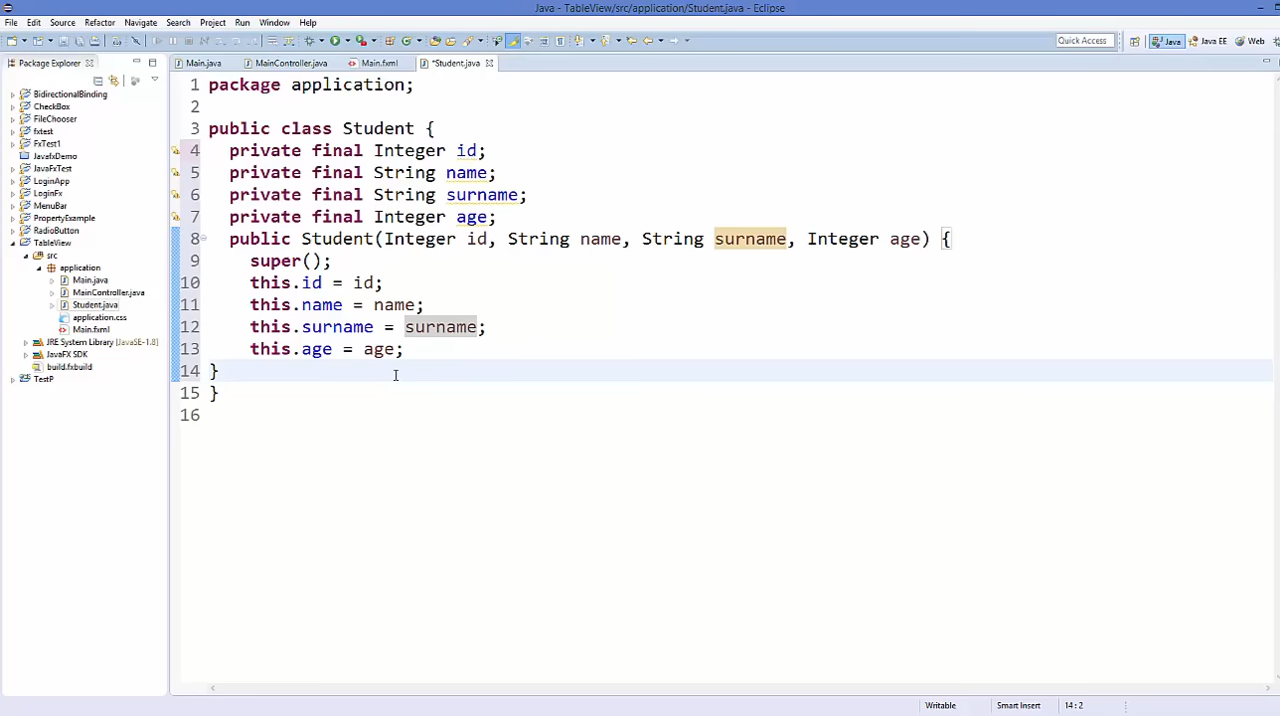 Java - TableView/src/application/Student.java - Eclipse
File Edit Source Refactor Navigate Search Project Run Window Help
Quick Access Java Java EE Web
Package Explorer
Main.java MainController.java Main.fxml *Student.java
BidirectionalBinding
CheckBox
FileChooser
fxtest
FxTest1
JavafxDemo
JavaFxTest
LoginApp
LoginFx
MenuBar
PropertyExample
RadioButton
TableView
src
application
Main.java
MainController.java
Student.java
application.css
Main.fxml
JRE System Library [JavaSE-1.8]
JavaFX SDK
build.fxbuild
TestP
1 package application;
2
3 public class Student {
4 private final Integer id;
5 private final String name;
6 private final String surname;
7 private final Integer age;
8 public Student(Integer id, String name, String surname, Integer age) {
9 super();
10 this.id = id;
11 this.name = name;
12 this.surname = surname;
13 this.age = age;
14 }
15 }
16
Writable Smart Insert 14 : 2